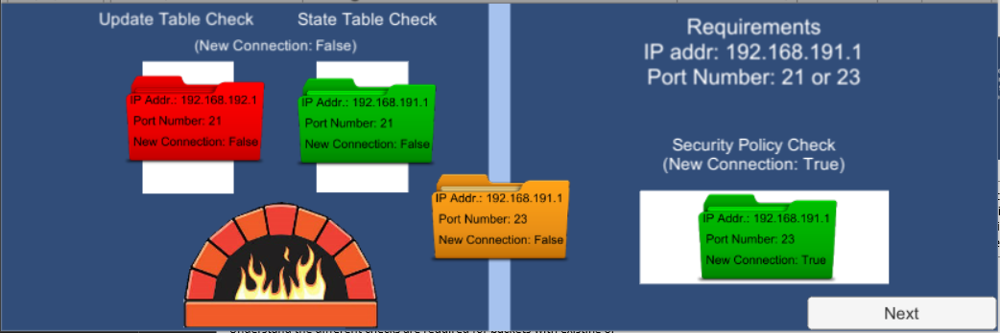 Update Table Check
State Table Check
(New Connection: False)
IP Addr.: 192.168.192.1
Port Number: 21
New Connection: False
IP Addr.: 192.168.191.1
Port Number: 21
New Connection: False
IP Addr.: 192.168.191.1
Port Number: 23
New Connection: False
Requirements
IP addr: 192.168.191.1
Port Number: 21 or 23
Security Policy Check
(New Connection: True)
IP Addr.: 192.168.191.1
Port Number: 23
New Connection: True
Next